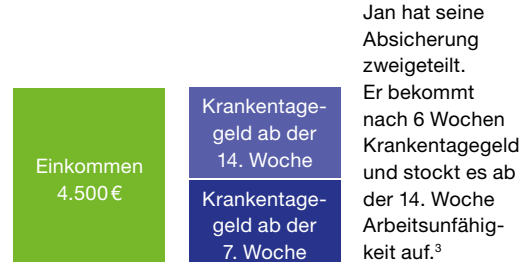 Jan hat seine
Absicherung
zweigeteilt.
Er bekommt
nach 6 Wochen
Krankentagegeld
und stockt es ab
der 14. Woche
Arbeitsunfähig-
keit auf.³
Einkommen
4.500 €
Krankentage-
geld ab der
14. Woche
Krankentage-
geld ab der
7. Woche